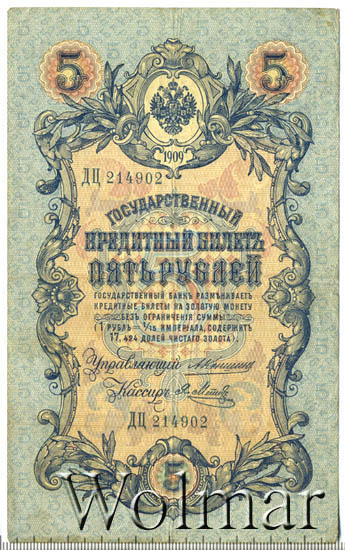 5 5
1909
ДЦ 214902
ГОСУДАРСТВЕННЫЙ
КРЕДИТНЫЙ БИЛЕТЪ
ПЯТЬ РУБЛЕЙ
ГОСУДАРСТВЕННЫЙ БАНКЪ РАЗМѢНИВАЕТЪ
КРЕДИТНЫЕ БИЛЕТЫ НА ЗОЛОТУЮ МОНЕТУ
БЕЗЪ ОГРАНИЧЕНІЯ СУММЫ
(1 РУБЛЬ = 1/15 ИМПЕРІАЛА, СОДЕРЖИТЪ
17,424 ДОЛЕЙ ЧИСТАГО ЗОЛОТА).
Управляющій
Кассиръ
ДЦ 214902
5
Wolmar